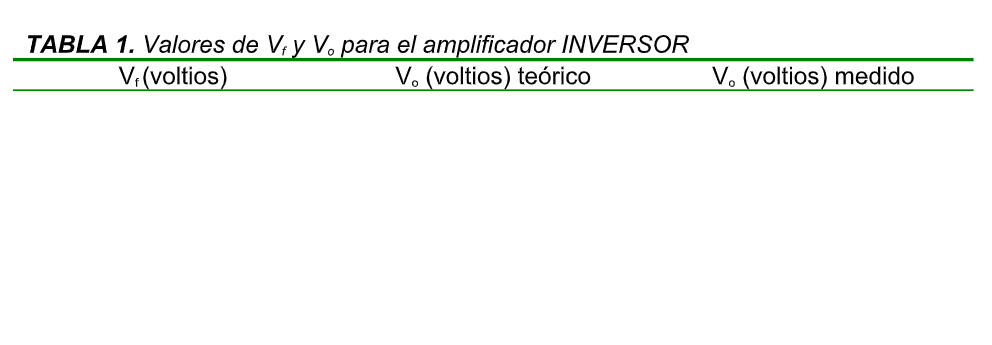 TABLA 1. Valores de Vf y Vo para el amplificador INVERSOR
Vf (voltios) Vo (voltios) teórico Vo (voltios) medido